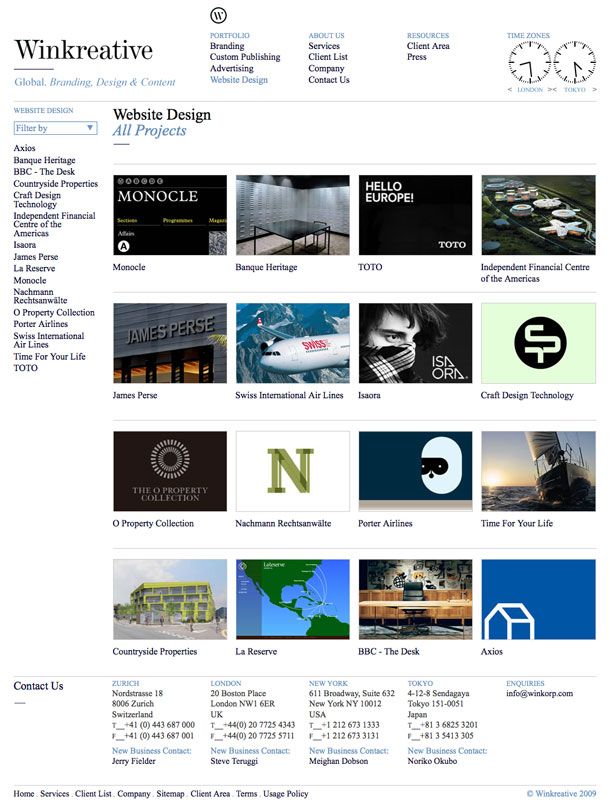 W
Winkreative
Global. Branding, Design & Content
PORTFOLIO
Branding
Custom Publishing
Advertising
Website Design
ABOUT US
Services
Client List
Company
Contact Us
RESOURCES
Client Area
Press
TIME ZONES
< LONDON > < TOKYO >
WEBSITE DESIGN
Filter by ▼
Axios
Banque Heritage
BBC - The Desk
Countryside Properties
Craft Design
Technology
Independent Financial
Centre of the
Americas
Isaora
James Perse
La Reserve
Monocle
Nachmann
Rechtsanwälte
O Property Collection
Porter Airlines
Swiss International
Air Lines
Time For Your Life
TOTO
Website Design
All Projects
A B C D E
MONOCLE
Sections Programmes Magaz
Affairs
A
Monocle
Banque Heritage
HELLO
EUROPE!
TOTO
TOTO
Independent Financial Centre
of the Americas
JAMES PERSE
James Perse
SWISS
Swiss International Air Lines
ISA
ORA
Isaora
Craft Design Technology
THE O PROPERTY
COLLECTION
O Property Collection
N
Nachmann Rechtsanwälte
Porter Airlines
Time For Your Life
Countryside Properties
La Reserve
La Reserve
BBC - The Desk
Axios
Contact Us
ZURICH
Nordstrasse 18
8006 Zurich
Switzerland
T__+41 (0) 443 687 000
F__+41 (0) 443 687 001
New Business Contact:
Jerry Fielder
LONDON
20 Boston Place
London NW1 6ER
UK
T__+44(0) 20 7725 4343
F__+44(0) 20 7725 5711
New Business Contact:
Steve Teruggi
NEW YORK
611 Broadway, Suite 632
New York NY 10012
USA
T__+1 212 673 1333
F__+1 212 673 3131
New Business Contact:
Meighan Dobson
TOKYO
4-12-8 Sendagaya
Tokyo 151-0051
Japan
T__+81 3 6825 3201
F__+81 3 5413 305
New Business Contact:
Noriko Okubo
ENQUIRIES
info@winkorp.com
Home . Services . Client List . Company . Sitemap . Client Area . Terms . Usage Policy
© Winkreative 2009